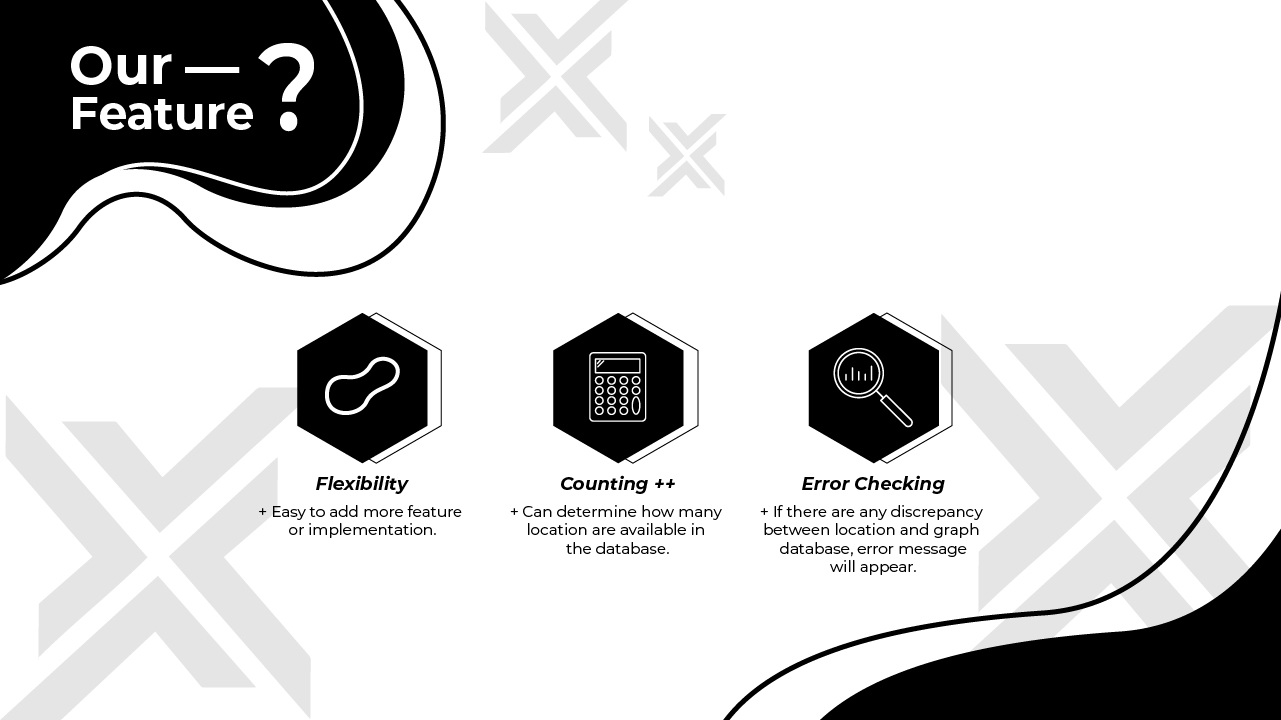 Our —
Feature ?
Flexibility
+ Easy to add more feature
or implementation.
Counting ++
+ Can determine how many
location are available in
the database.
Error Checking
+ If there are any discrepancy
between location and graph
database, error message
will appear.